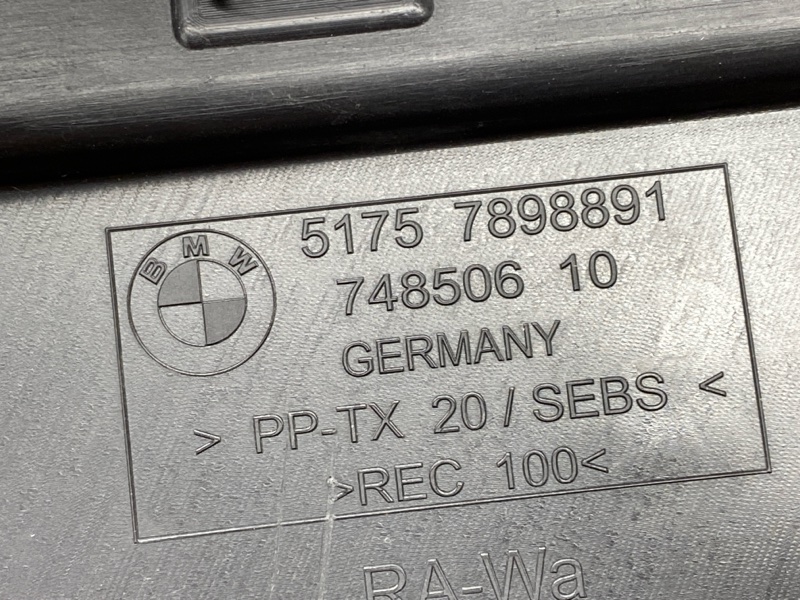 BMW
5175 7898891
748506 10
GERMANY
> PP-TX 20 / SEBS <
>REC 100<
RA-Wa